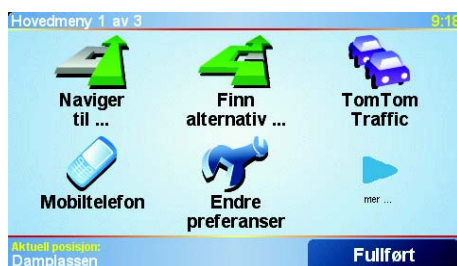 Hovedmeny 1 av 3
9:18
Naviger
til ...
Finn
alternativ ...
TomTom
Traffic
Mobiltelefon
Endre
preferanser
mer ...
Aktuell posisjon:
Damplassen
Fullført